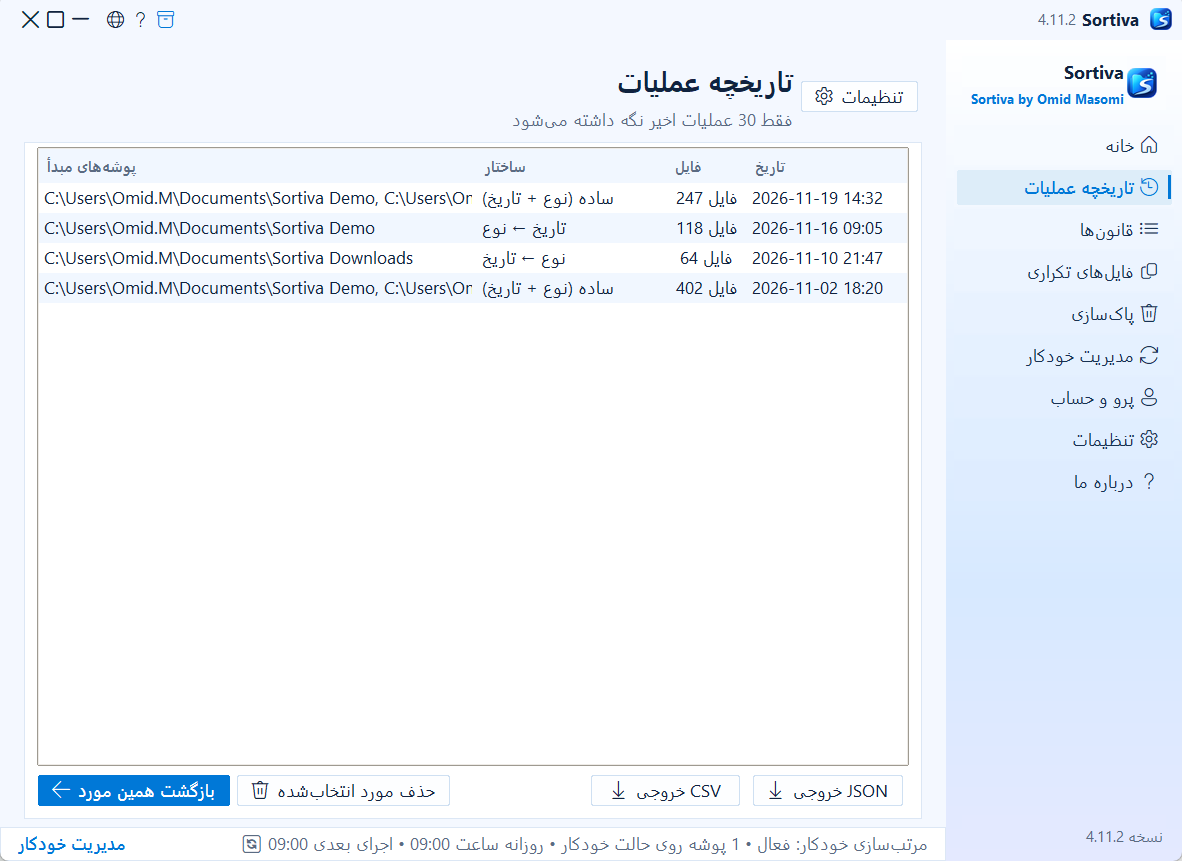 Sortiva 4.11.2
?
Sortiva
Sortiva by Omid Masomi
خانه
تاریخچه عملیات
قانون‌ها
فایل‌های تکراری
پاک‌سازی
مدیریت خودکار
پرو و حساب
تنظیمات
درباره ما ?
نسخه 4.11.2
تنظیمات
تاریخچه عملیات
فقط 30 عملیات اخیر نگه داشته می‌شود
تاریخ فایل ساختار پوشه‌های مبدأ
2026-11-19 14:32 247 فایل ساده (نوع + تاریخ) C:\Users\Omid.M\Documents\Sortiva Demo, C:\Users\Or
2026-11-16 09:05 118 فایل تاریخ ← نوع C:\Users\Omid.M\Documents\Sortiva Demo
2026-11-10 21:47 64 فایل نوع ← تاریخ C:\Users\Omid.M\Documents\Sortiva Downloads
2026-11-02 18:20 402 فایل ساده (نوع + تاریخ) C:\Users\Omid.M\Documents\Sortiva Demo, C:\Users\Or
خروجی JSON
خروجی CSV
حذف مورد انتخاب‌شده
بازگشت همین مورد
مرتب‌سازی خودکار: فعال • 1 پوشه روی حالت خودکار • روزانه ساعت 09:00 • اجرای بعدی 09:00
مدیریت خودکار